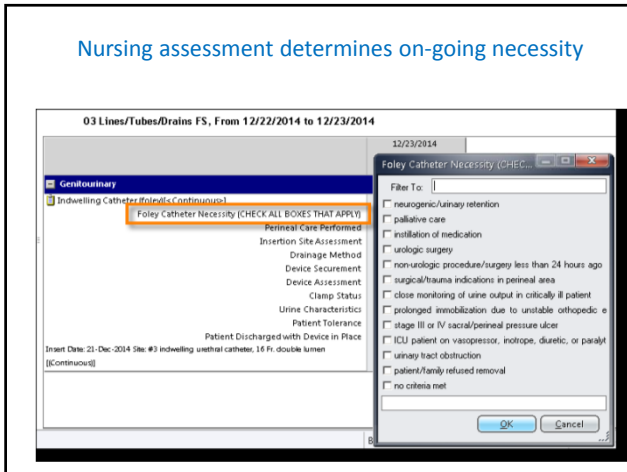 Nursing assessment determines on-going necessity
03 Lines/Tubes/Drains FS, From 12/22/2014 to 12/23/2014
12/23/2014
Genitourinary
Indwelling Catheter [foley][<Continuous>]
Foley Catheter Necessity (CHECK ALL BOXES THAT APPLY)
Perineal Care Performed
Insertion Site Assessment
Drainage Method
Device Securement
Device Assessment
Clamp Status
Urine Characteristics
Patient Tolerance
Patient Discharged with Device in Place
Insert Date: 21-Dec-2014 Site: #3 indwelling urethral catheter, 16 Fr. double lumen
[(Continuous)]
Foley Catheter Necessity (CHEC...
Filter To:
neurogenic/urinary retention
palliative care
instillation of medication
urologic surgery
non-urologic procedure/surgery less than 24 hours ago
surgical/trauma indications in perineal area
close monitoring of urine output in critically ill patient
prolonged immobilization due to unstable orthopedic e
stage III or IV sacral/perineal pressure ulcer
ICU patient on vasopressor, inotrope, diuretic, or paralyt
urinary tract obstruction
patient/family refused removal
no criteria met
OK Cancel